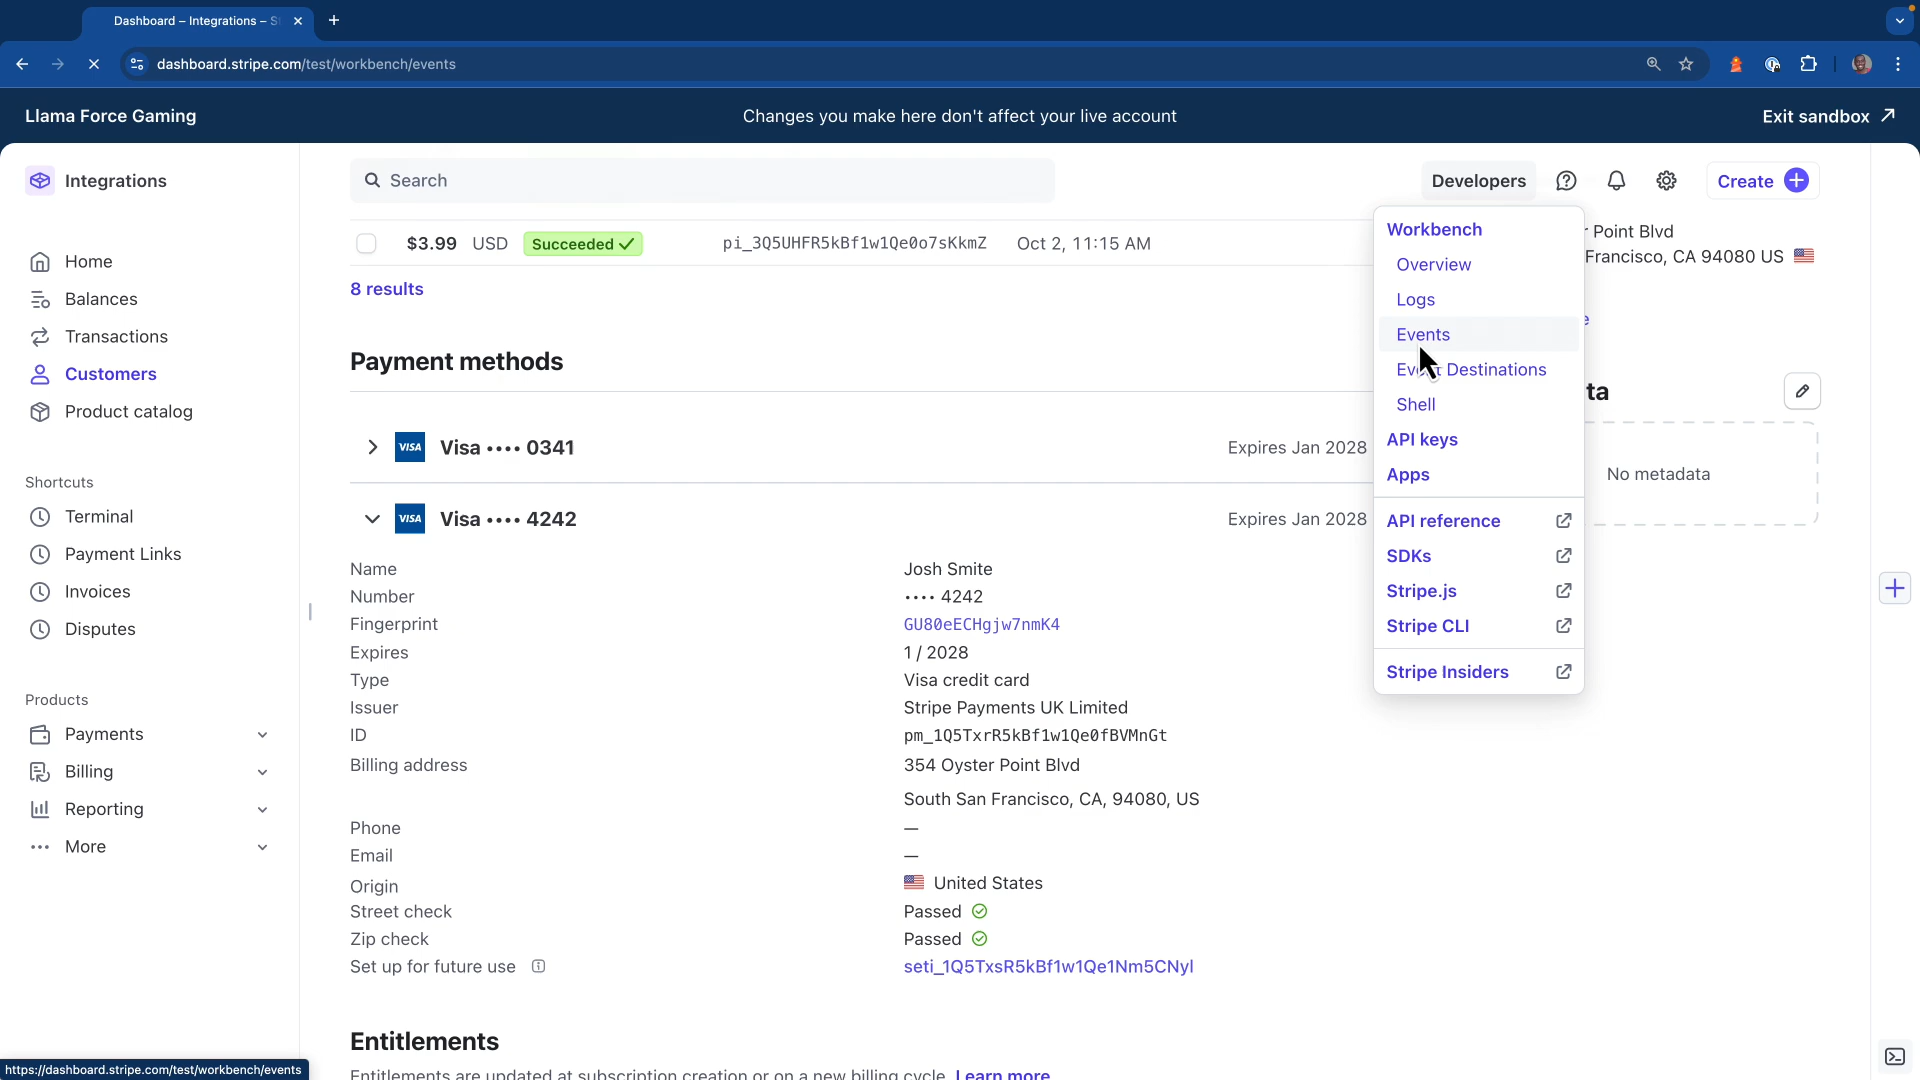 Dashboard – Integrations – S
dashboard.stripe.com/test/workbench/events
Llama Force Gaming
Changes you make here don't affect your live account
Exit sandbox
Integrations
Search
Developers
Create
Home
Balances
Transactions
Customers
Product catalog
Shortcuts
Terminal
Payment Links
Invoices
Disputes
Products
Payments
Billing
Reporting
More
$3.99 USD Succeeded pi_3Q5UHFR5kBf1w1Qe0o7sKkmZ Oct 2, 11:15 AM
8 results
Payment methods
VISA Visa •••• 0341 Expires Jan 2028
VISA Visa •••• 4242 Expires Jan 2028
Name Josh Smite
Number •••• 4242
Fingerprint GU80eECHgjw7nmK4
Expires 1 / 2028
Type Visa credit card
Issuer Stripe Payments UK Limited
ID pm_1Q5TxrR5kBf1w1Qe0fBVMnGt
Billing address 354 Oyster Point Blvd
South San Francisco, CA, 94080, US
Phone —
Email —
Origin United States
Street check Passed
Zip check Passed
Set up for future use seti_1Q5TxsR5kBf1w1Qe1Nm5CNyl
Entitlements
Entitlements are updated at subscription creation or on a new billing cycle. Learn more
Workbench
Overview
Logs
Events
Event Destinations
Shell
API keys
Apps
API reference
SDKs
Stripe.js
Stripe CLI
Stripe Insiders
r Point Blvd
Francisco, CA 94080 US
e
ta
No metadata
https://dashboard.stripe.com/test/workbench/events